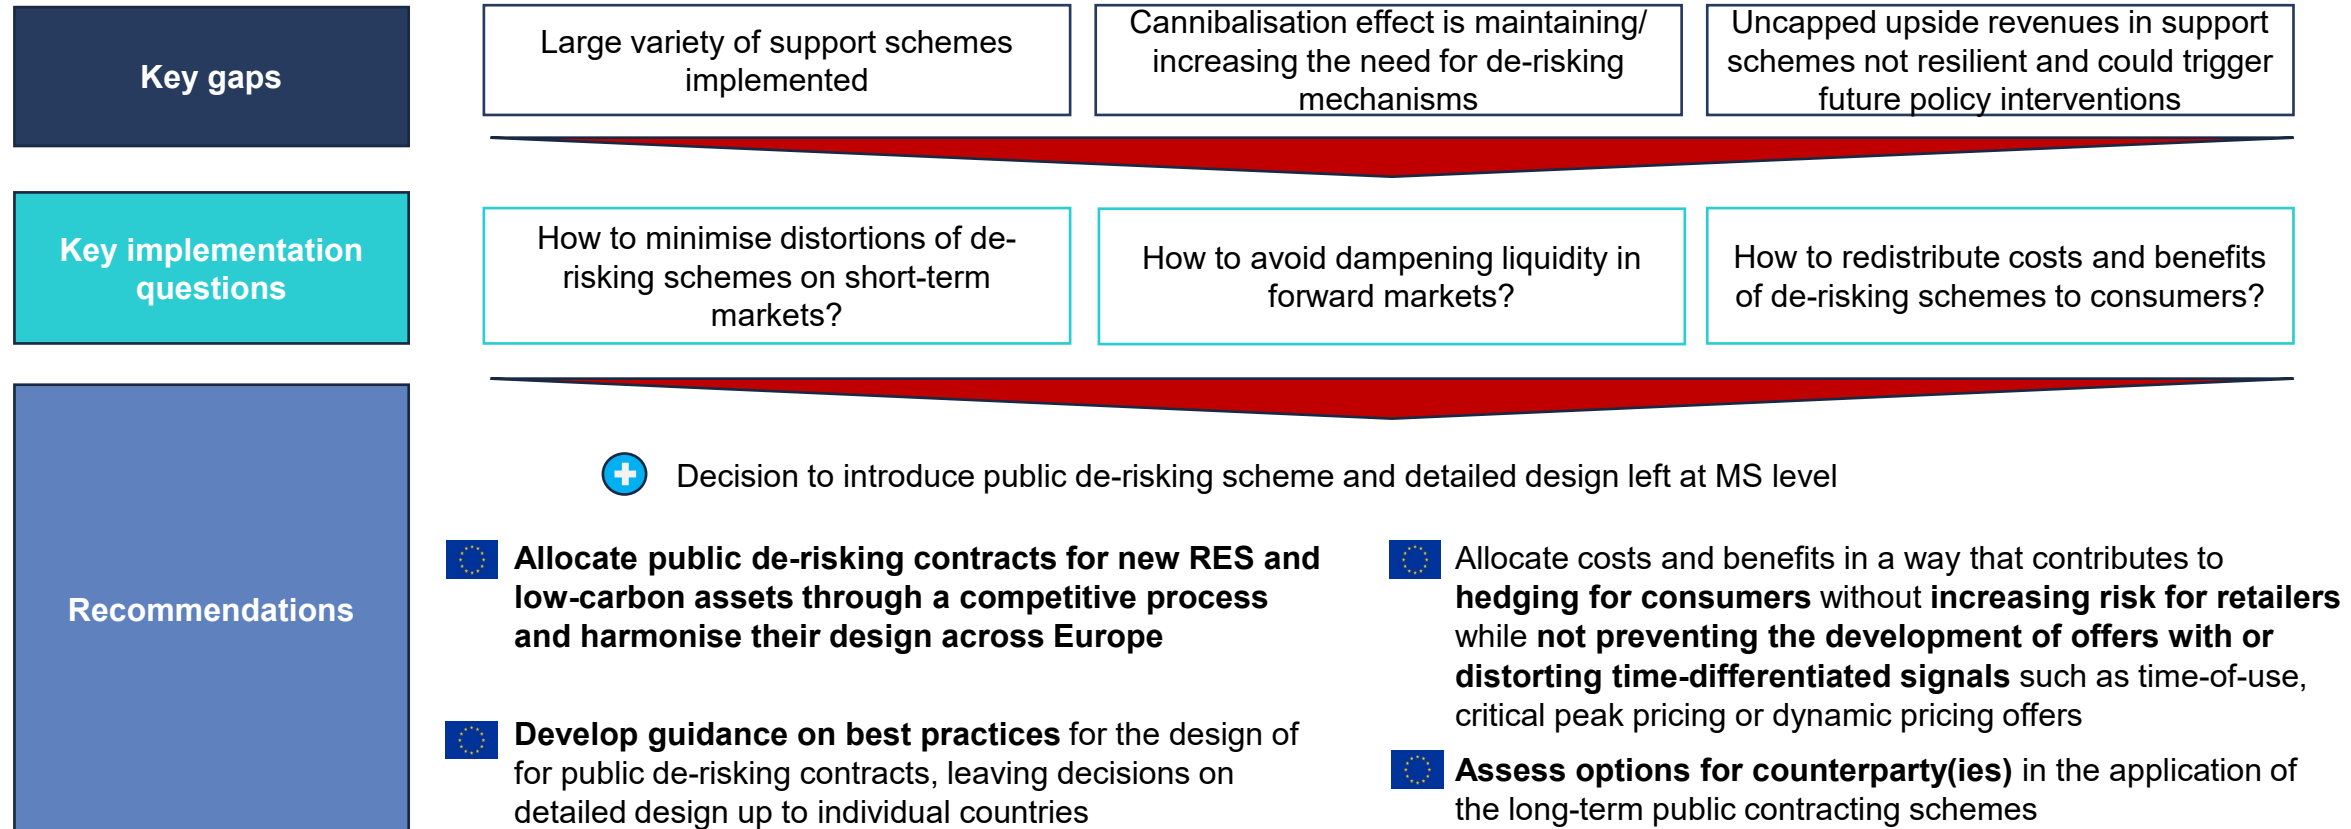 Key gaps
Large variety of support schemes
implemented
Cannibalisation effect is maintaining/
increasing the need for de-risking
mechanisms
Uncapped upside revenues in support
schemes not resilient and could trigger
future policy interventions
Key implementation
questions
How to minimise distortions of de-
risking schemes on short-term
markets?
How to avoid dampening liquidity in
forward markets?
How to redistribute costs and benefits
of de-risking schemes to consumers?
Recommendations
Decision to introduce public de-risking scheme and detailed design left at MS level
Allocate public de-risking contracts for new RES and
low-carbon assets through a competitive process
and harmonise their design across Europe
Develop guidance on best practices for the design of
for public de-risking contracts, leaving decisions on
detailed design up to individual countries
Allocate costs and benefits in a way that contributes to
hedging for consumers without increasing risk for retailers
while not preventing the development of offers with or
distorting time-differentiated signals such as time-of-use,
critical peak pricing or dynamic pricing offers
Assess options for counterparty(ies) in the application of
the long-term public contracting schemes